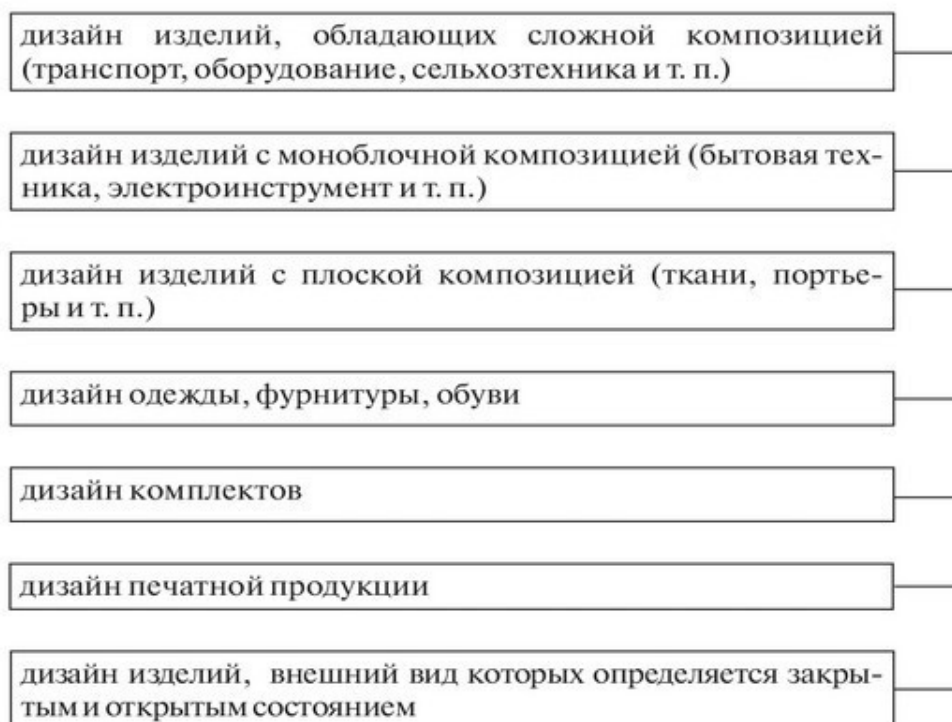 дизайн изделий, обладающих сложной композицией
(транспорт, оборудование, сельхозтехника и т. п.)
дизайн изделий с моноблочной композицией (бытовая тех-
ника, электроинструмент и т. п.)
дизайн изделий с плоской композицией (ткани, портье-
ры и т. п.)
дизайн одежды, фурнитуры, обуви
дизайн комплектов
дизайн печатной продукции
дизайн изделий, внешний вид которых определяется закры-
тым и открытым состоянием